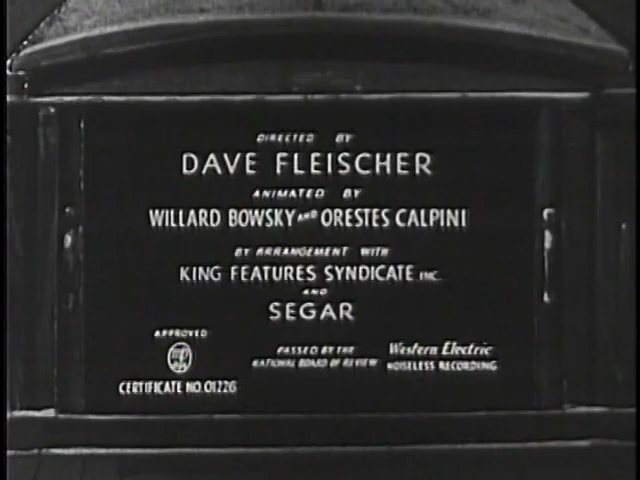 DIRECTED BY
DAVE FLEISCHER
ANIMATED BY
WILLARD BOWSKY AND ORESTES CALPINI
BY ARRANGEMENT WITH
KING FEATURES SYNDICATE INC.
AND
SEGAR
APPROVED
CERTIFICATE NO. 01226
PASSED BY THE
NATIONAL BOARD OF REVIEW
Western Electric
NOISELESS RECORDING